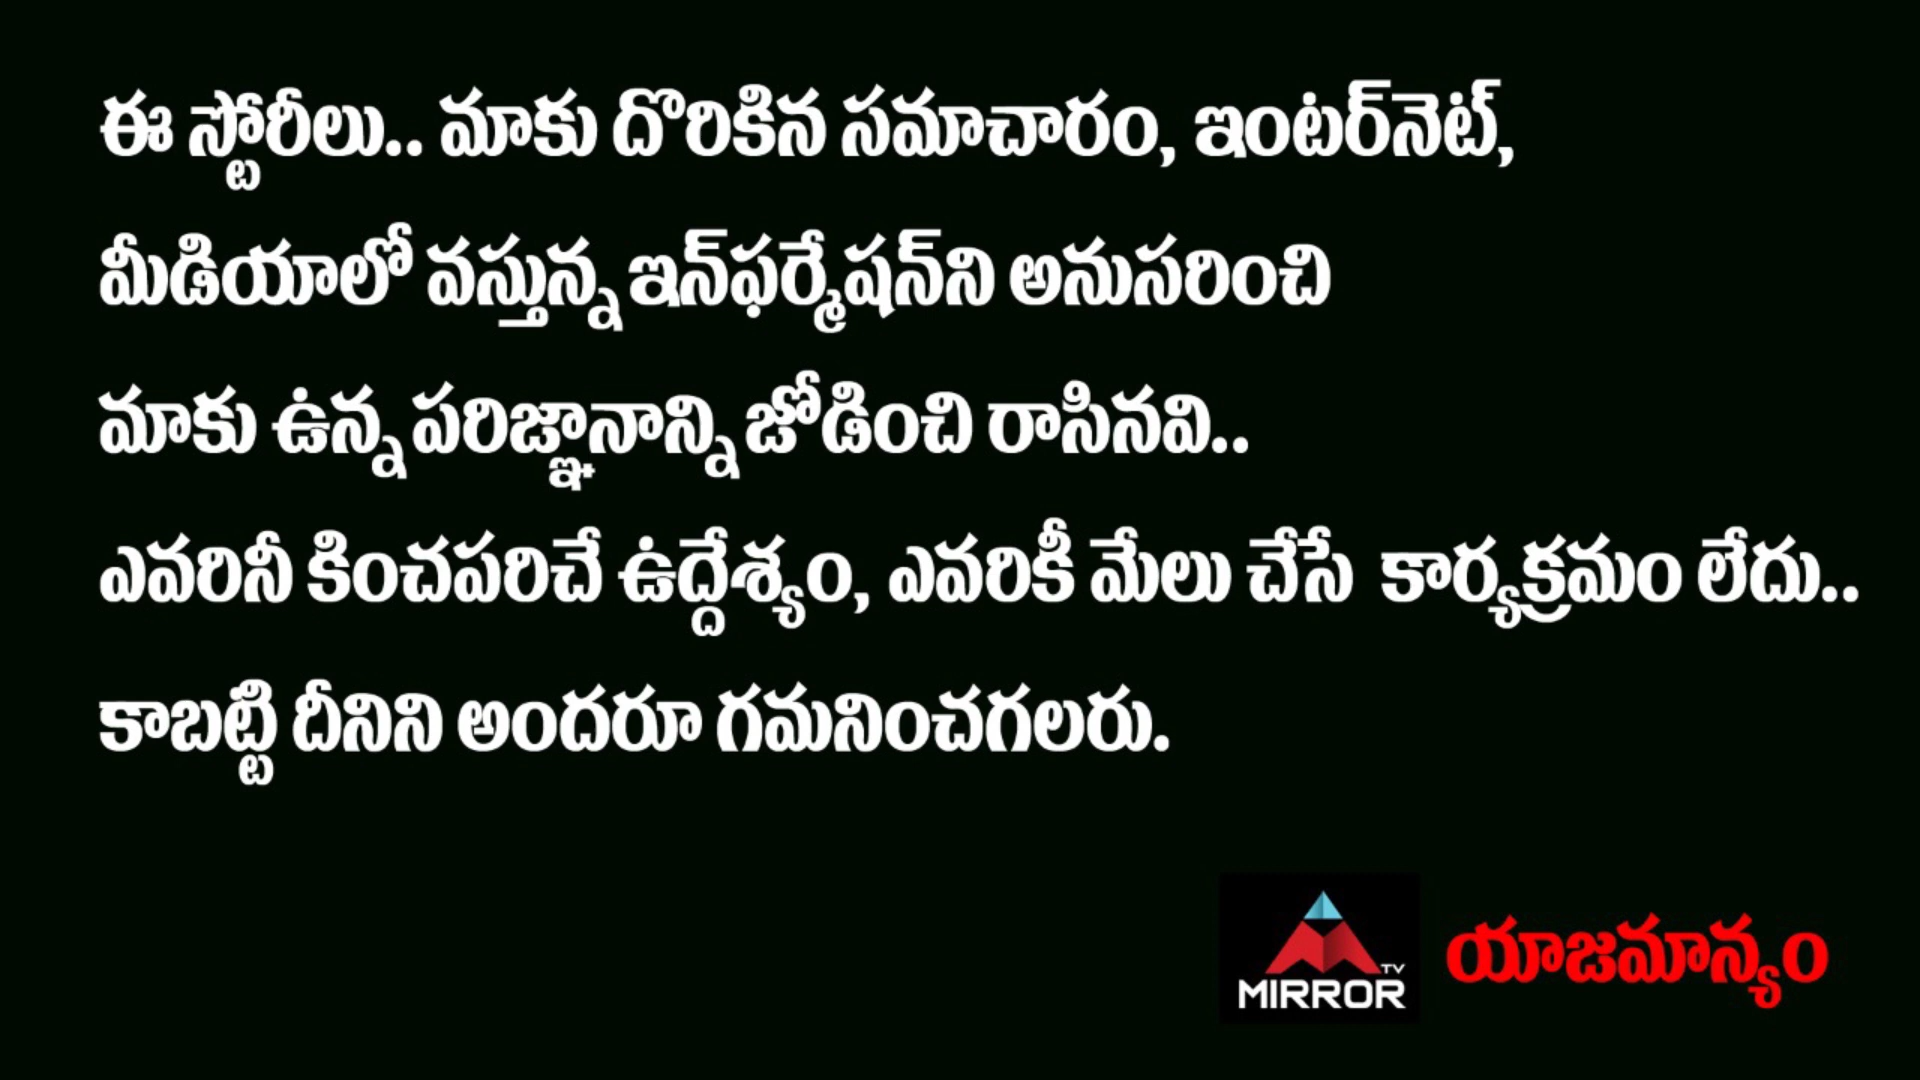 ఈ స్టోరీలు.. మాకు దొరికిన సమాచారం, ఇంటర్‌నెట్,
మీడియాలో వస్తున్న ఇన్‌ఫర్మేషన్‌ని అనుసరించి
మాకు ఉన్న పరిజ్ఞానాన్ని జోడించి రాసినవి..
ఎవరినీ కించపరిచే ఉద్దేశ్యం, ఎవరికీ మేలు చేసే కార్యక్రమం లేదు..
కాబట్టి దీనిని అందరూ గమనించగలరు.
MIRROR TV యాజమాన్యం